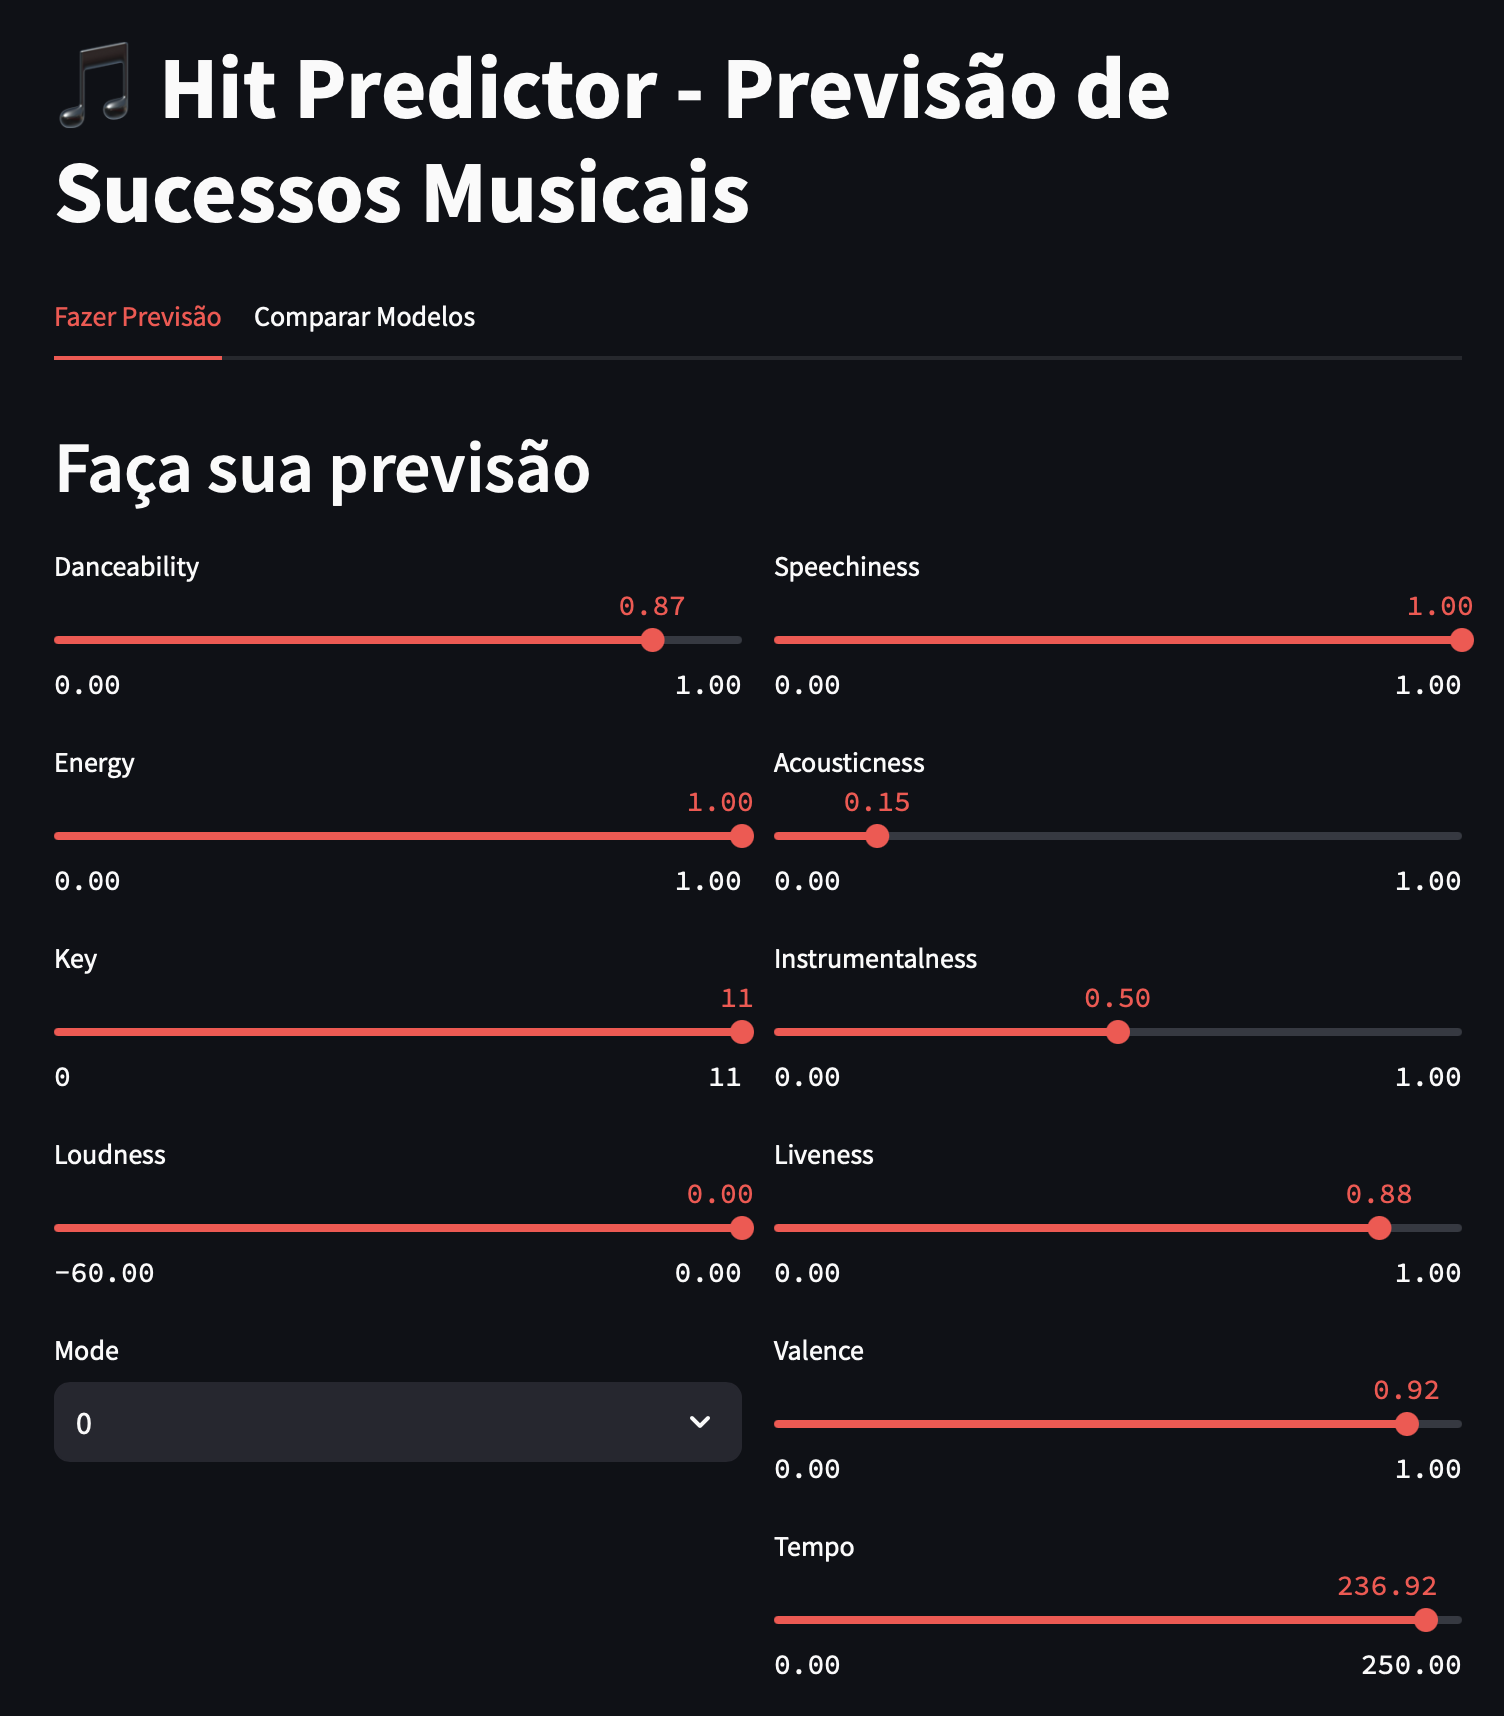 🎵 Hit Predictor - Previsão de
Sucessos Musicais
Fazer Previsão
Comparar Modelos
Faça sua previsão
Danceability
0.87
0.00 1.00
Energy
1.00
0.00 1.00
Key
11
0 11
Loudness
0.00
-60.00 0.00
Mode
0
Speechiness
1.00
0.00 1.00
Acousticness
0.15
0.00 1.00
Instrumentalness
0.50
0.00 1.00
Liveness
0.88
0.00 1.00
Valence
0.92
0.00 1.00
Tempo
236.92
0.00 250.00